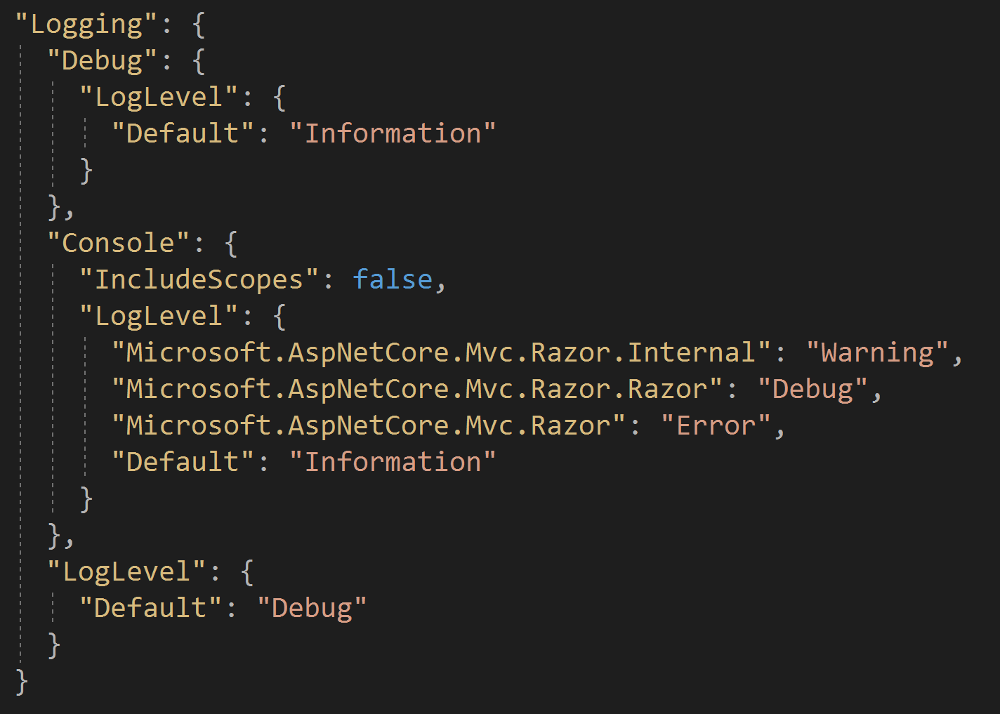 "Logging": {
"Debug": {
"LogLevel": {
"Default": "Information"
}
},
"Console": {
"IncludeScopes": false,
"LogLevel": {
"Microsoft.AspNetCore.Mvc.Razor.Internal": "Warning",
"Microsoft.AspNetCore.Mvc.Razor.Razor": "Debug",
"Microsoft.AspNetCore.Mvc.Razor": "Error",
"Default": "Information"
}
},
"LogLevel": {
"Default": "Debug"
}
}